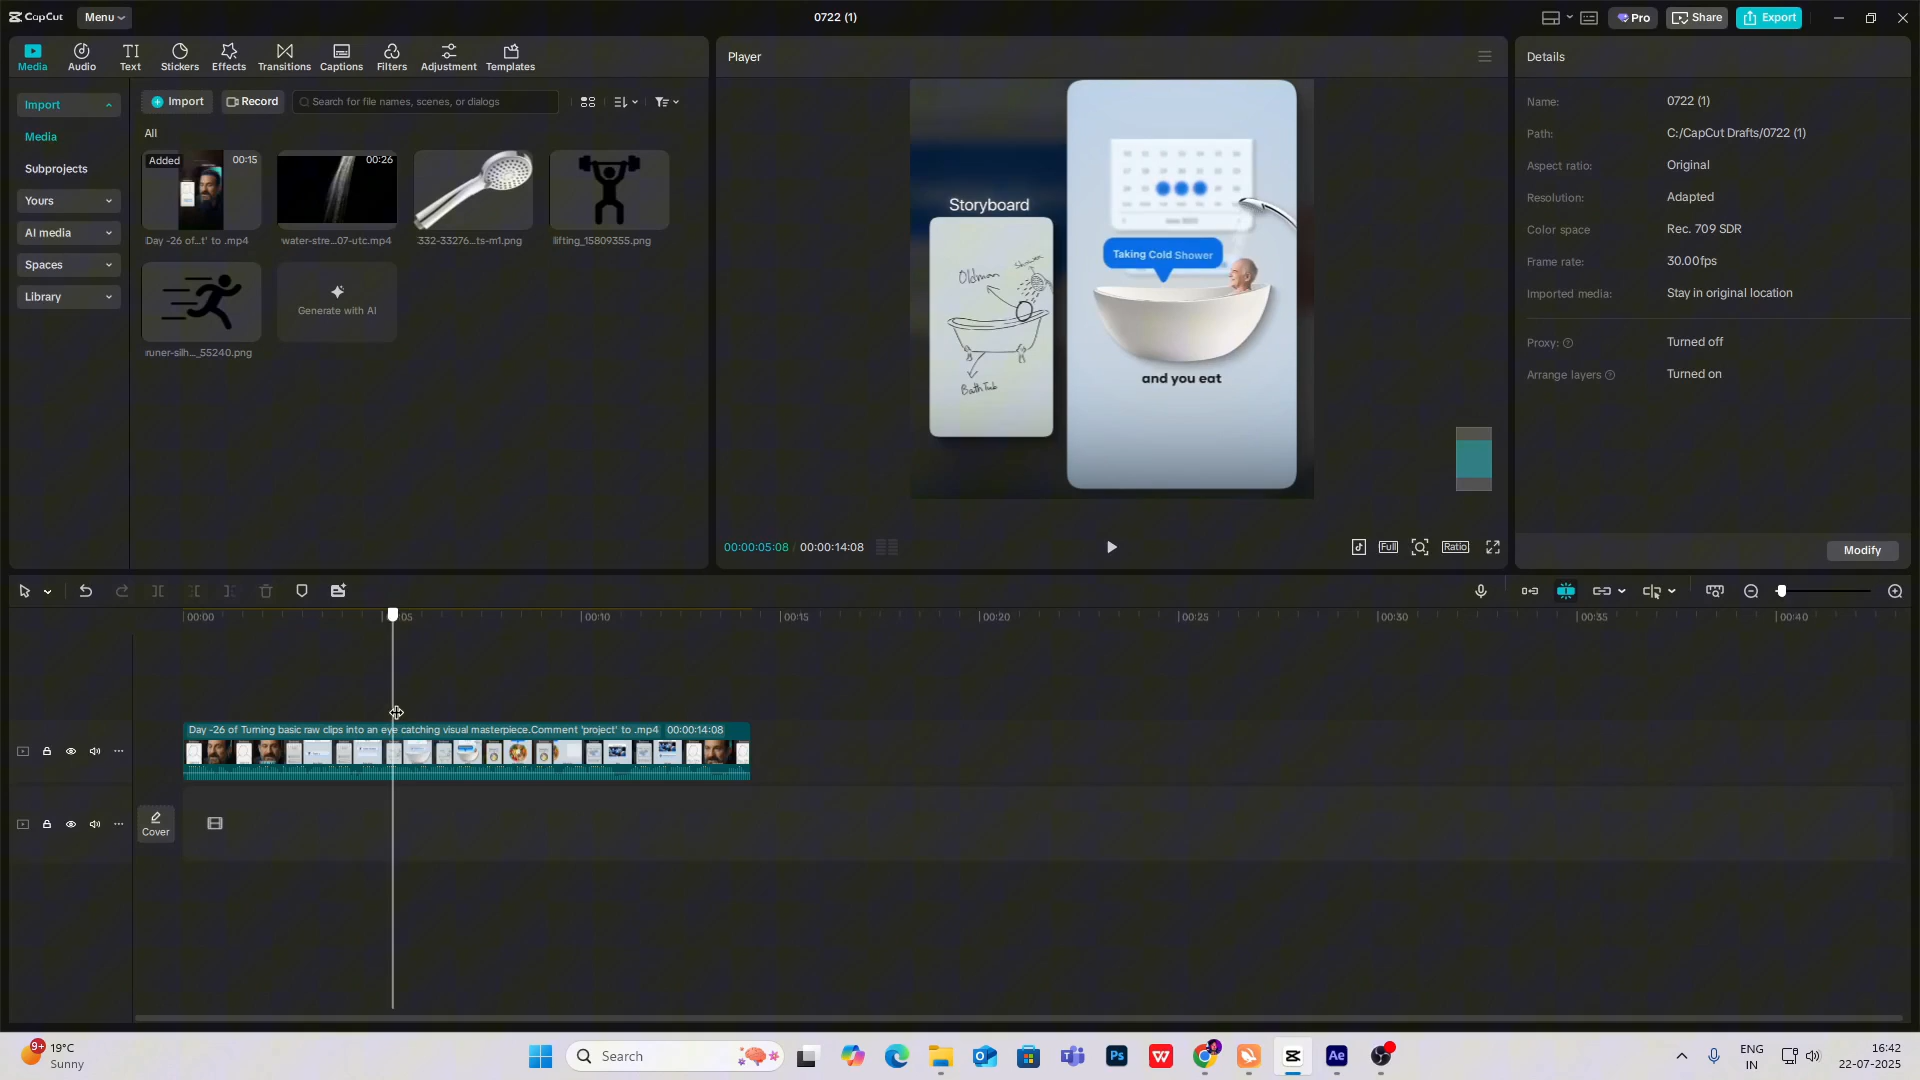 CapCut
Menu
0722 (1)
Pro
Share
Export
Media
Audio
Text
Stickers
Effects
Transitions
Captions
Filters
Adjustment
Templates
Import
Media
Subprojects
Yours
AI media
Spaces
Library
Import
Record
Search for file names, scenes, or dialogs
All
Added
00:15
Day -26 of...t' to .mp4
00:26
water-stre...07-utc.mp4
332-33276...ts-m1.png
lifting_15809355.png
runer-silh..._55240.png
Generate with AI
Player
Storyboard
Oldman
Shower
BathTub
Taking Cold Shower
and you eat
00:00:05:08 / 00:00:14:08
Full
Ratio
Details
Name: 0722 (1)
Path: C:/CapCut Drafts/0722 (1)
Aspect ratio: Original
Resolution: Adapted
Color space Rec. 709 SDR
Frame rate: 30.00fps
Imported media: Stay in original location
Proxy: Turned off
Arrange layers Turned on
Modify
00:00
00:05
00:10
00:15
00:20
00:25
00:30
00:35
00:40
Day -26 of Turning basic raw clips into an eye catching visual masterpiece.Comment 'project' to .mp4 00:00:14:08
Cover
9+
19°C
Sunny
Search
Ps
W
Ae
ENG
IN
16:42
22-07-2025